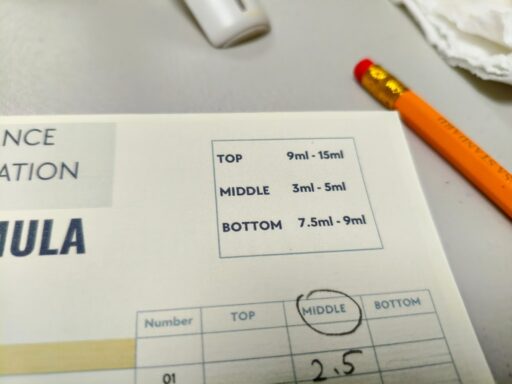 NCE
ATION
MULA
TOP 9ml - 15ml
MIDDLE 3ml - 5ml
BOTTOM 7.5ml - 9ml
Number TOP MIDDLE BOTTOM
01 2.5